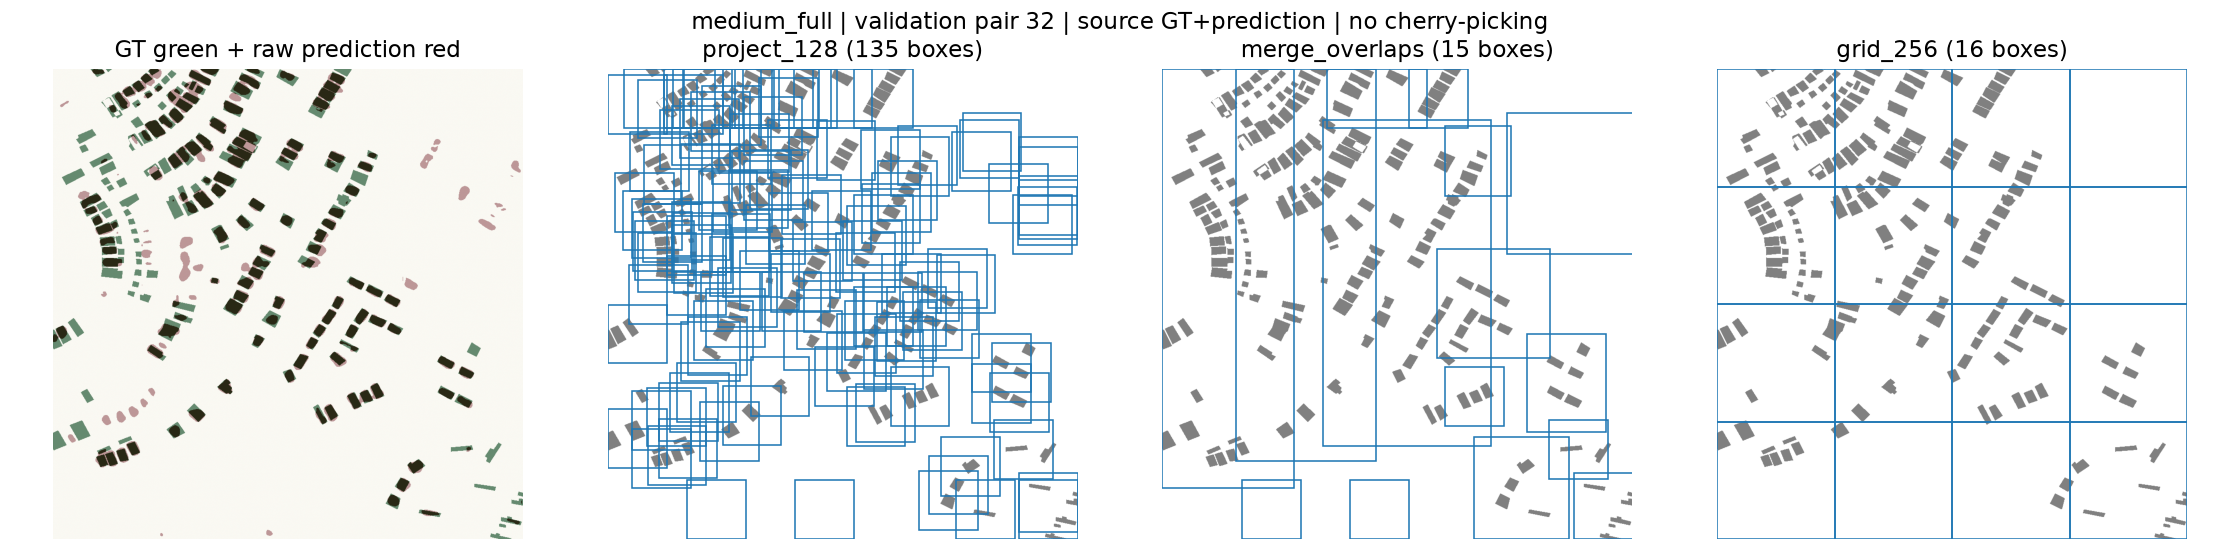 medium_full | validation pair 32 | source GT+prediction | no cherry-picking
GT green + raw prediction red
project_128 (135 boxes)
merge_overlaps (15 boxes)
grid_256 (16 boxes)